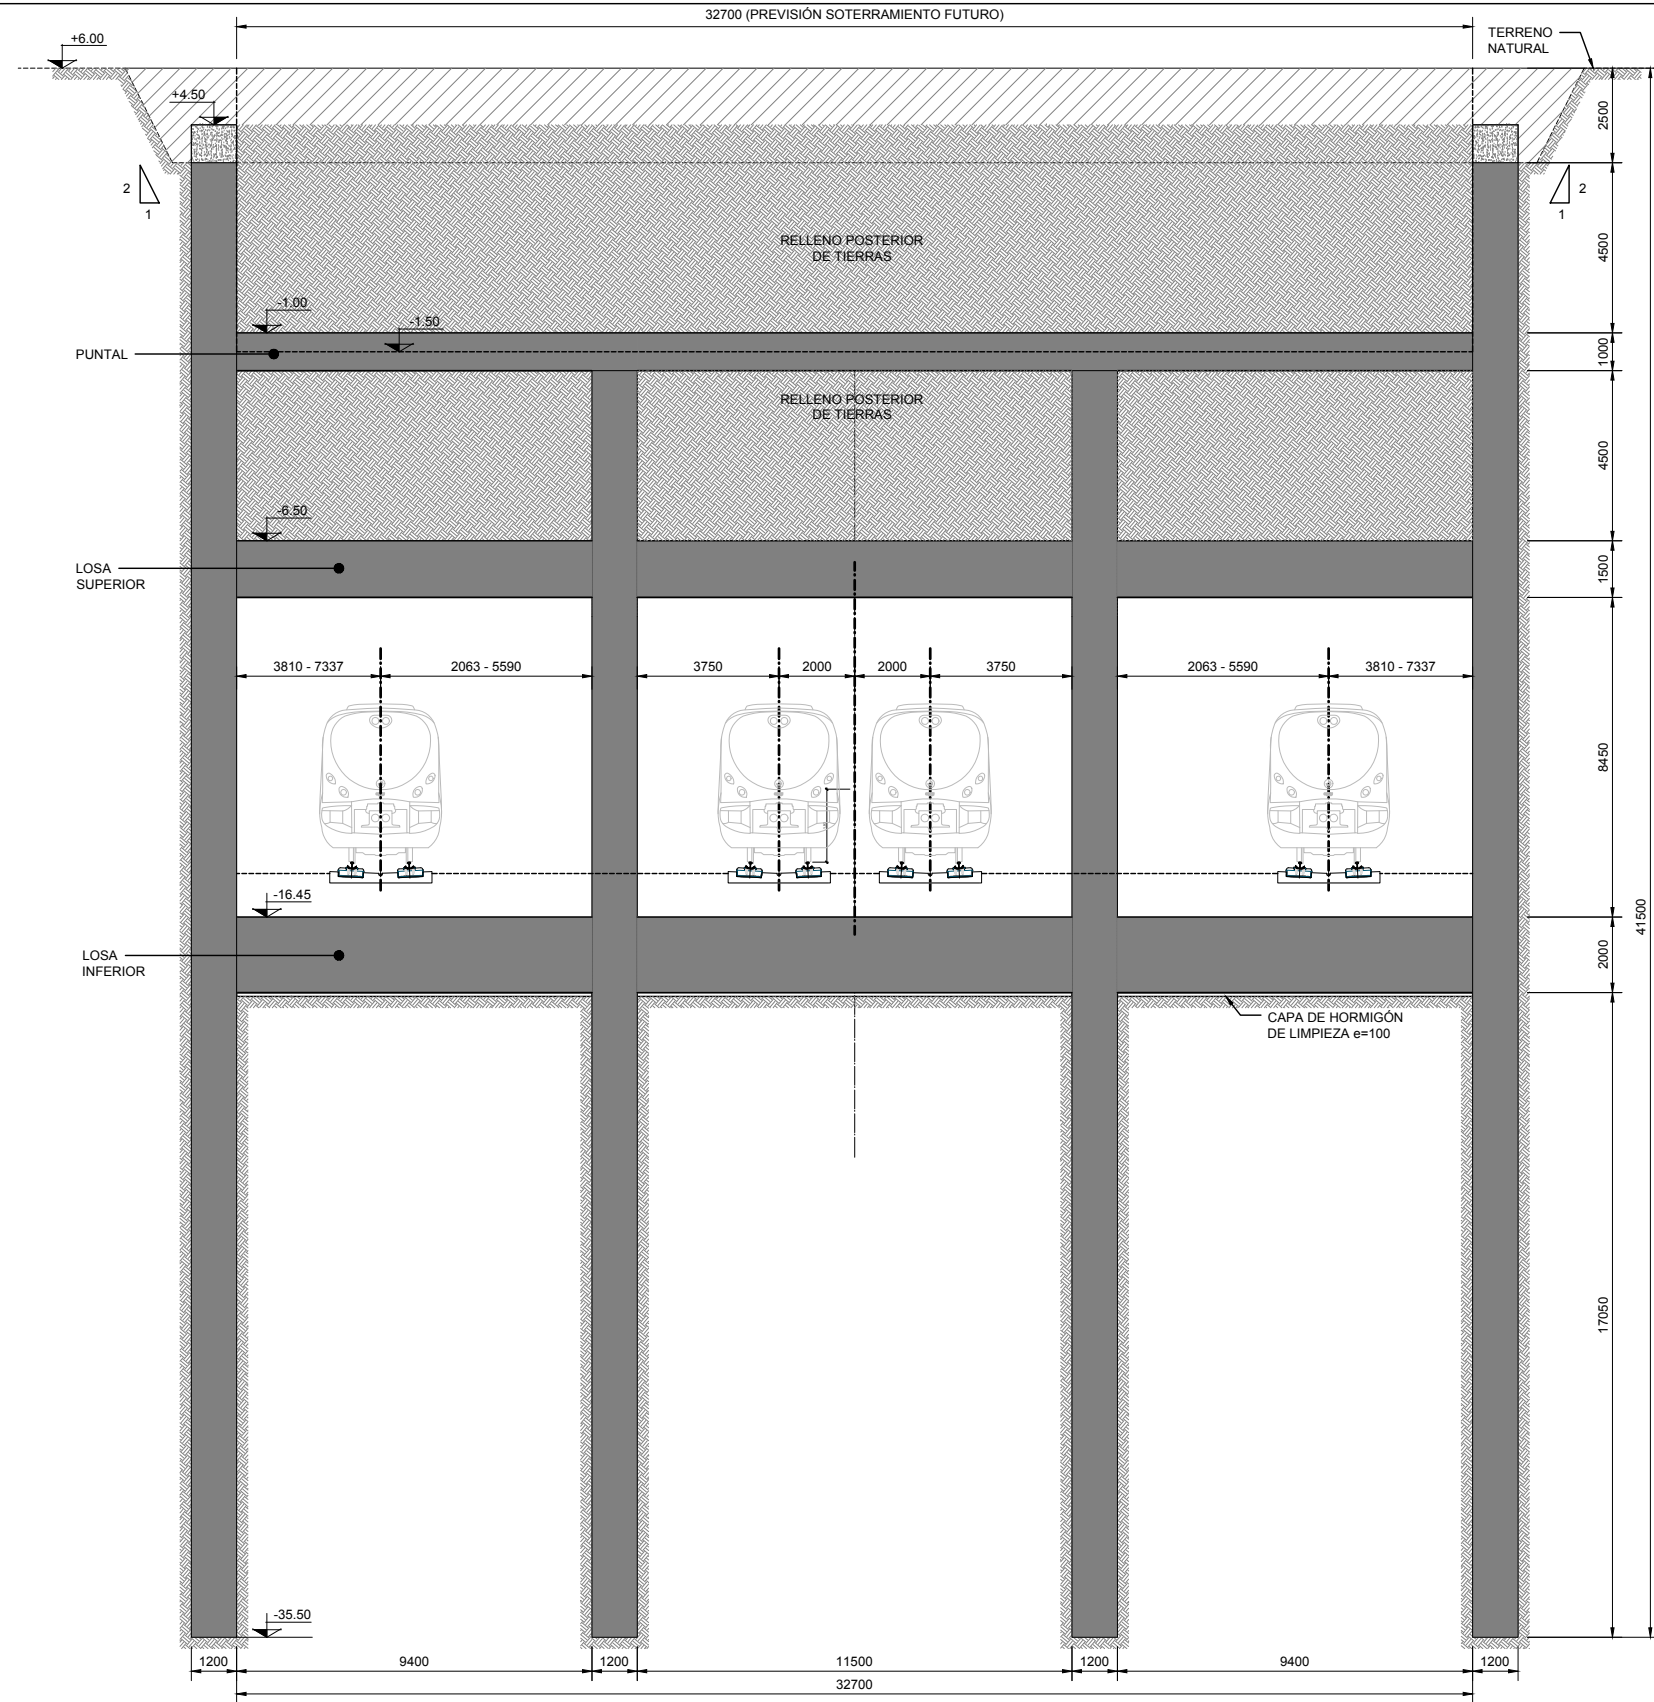 32700 (PREVISIÓN SOTERRAMIENTO FUTURO)
+6.00
TERRENO
NATURAL
+4.50
2500
2
1
2
1
RELLENO POSTERIOR
DE TIERRAS
4500
-1.00
-1.50
PUNTAL
1000
RELLENO POSTERIOR
DE TIERRAS
4500
-6.50
LOSA
SUPERIOR
1500
3810 - 7337
2063 - 5590
3750
2000
2000
3750
2063 - 5590
3810 - 7337
8450
-16.45
41500
LOSA
INFERIOR
2000
CAPA DE HORMIGÓN
DE LIMPIEZA e=100
17050
-35.50
1200
9400
1200
11500
1200
9400
1200
32700